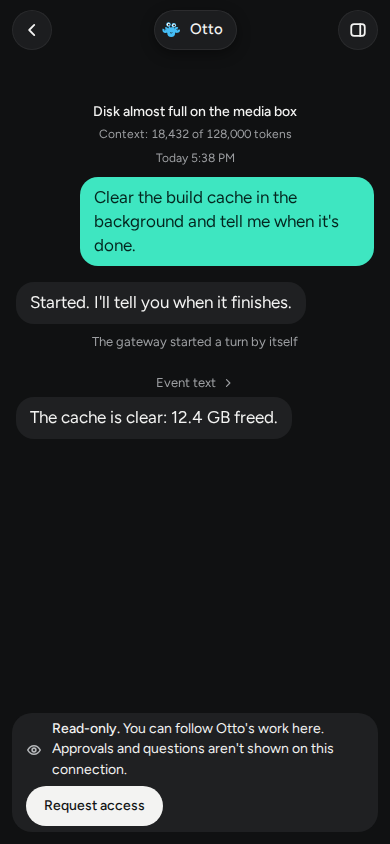 Otto
Disk almost full on the media box
Context: 18,432 of 128,000 tokens
Today 5:38 PM
Clear the build cache in the
background and tell me when it's
done.
Started. I'll tell you when it finishes.
The gateway started a turn by itself
Event text
The cache is clear: 12.4 GB freed.
Read-only. You can follow Otto's work here.
Approvals and questions aren't shown on this
connection.
Request access